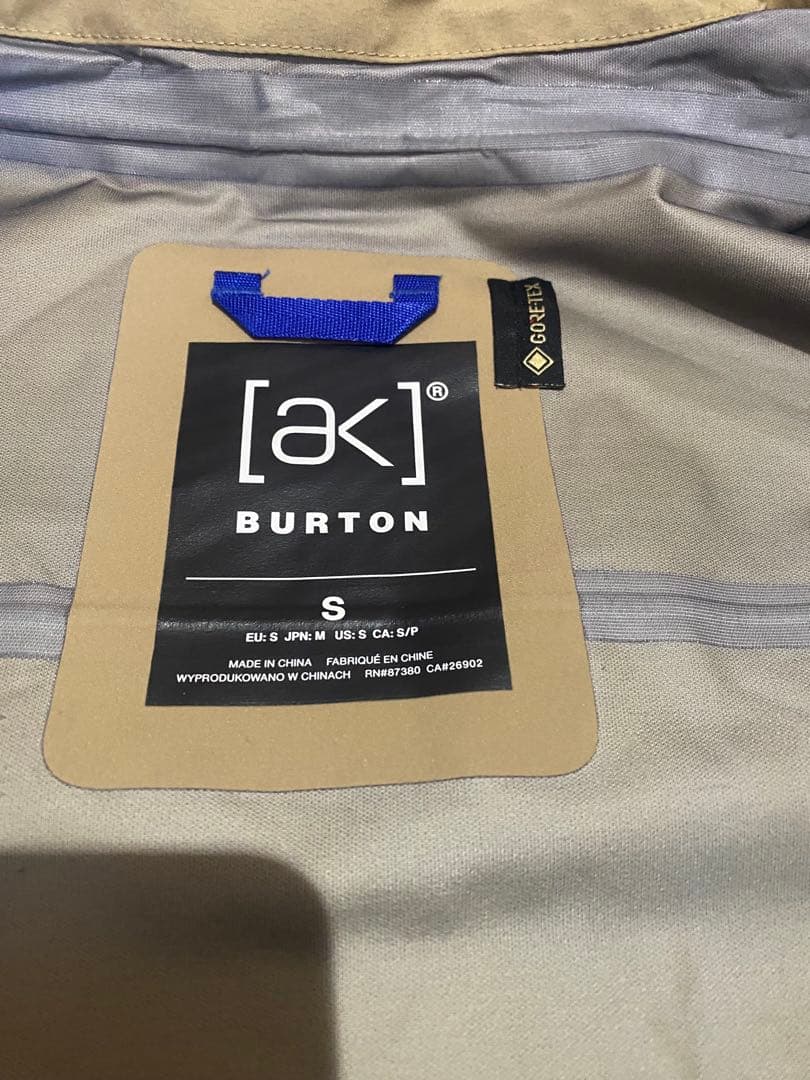 GORE-TEX
[ak]®
BURTON
S
EU: S JPN: M US: S CA: S/P
MADE IN CHINA FABRIQUÉ EN CHINE
WYPRODUKOWANO W CHINACH RN#87380 CA#26902